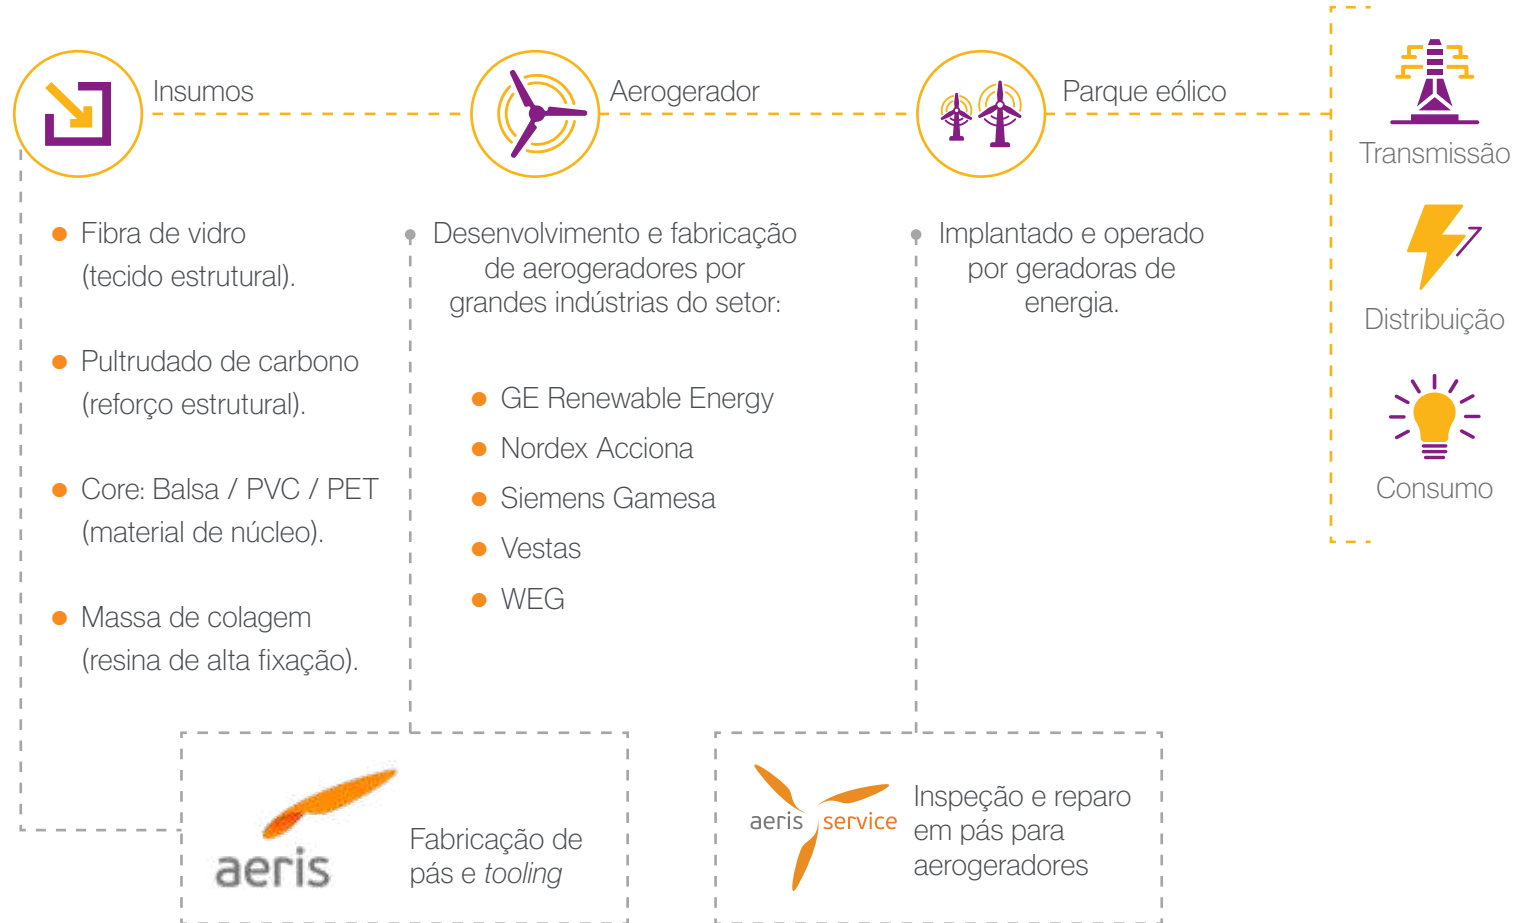 Insumos
Fibra de vidro
(tecido estrutural).
Pultrudado de carbono
(reforço estrutural).
Core: Balsa / PVC / PET
(material de núcleo).
Massa de colagem
(resina de alta fixação).
Aerogerador
Desenvolvimento e fabricação
de aerogeradores por
grandes indústrias do setor:
GE Renewable Energy
Nordex Acciona
Siemens Gamesa
Vestas
WEG
Parque eólico
Implantado e operado
por geradoras de
energia.
Transmissão
Distribuição
Consumo
aeris
Fabricação de
pás e tooling
aeris service
Inspeção e reparo
em pás para
aerogeradores